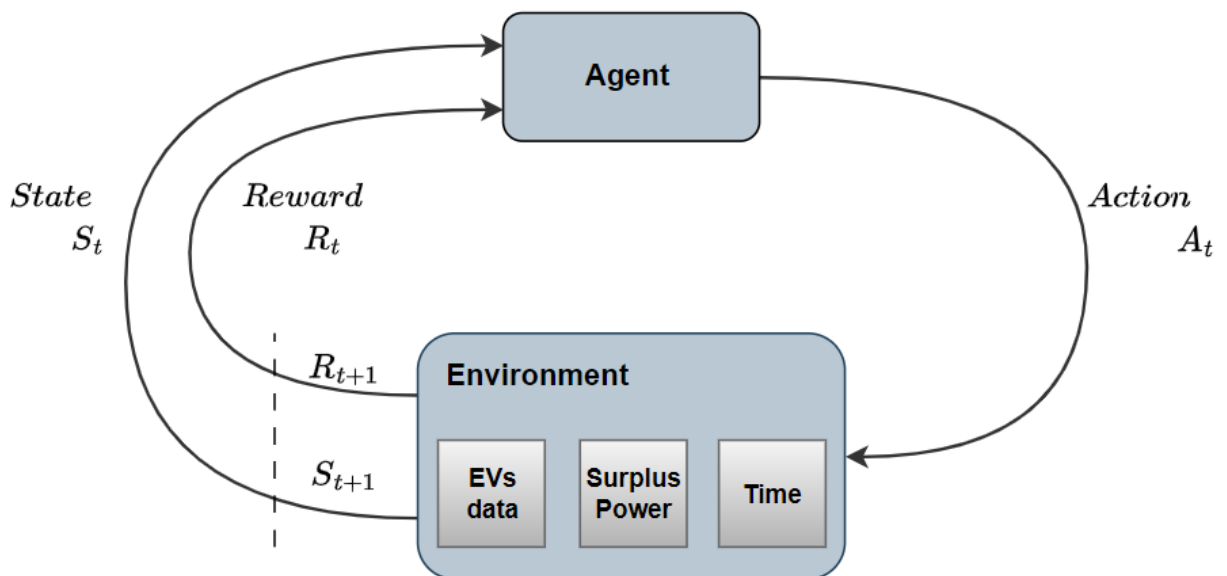 Agent
State
S_t
Reward
R_t
Action
A_t
R_{t+1}
Environment
S_{t+1}
EVs
data
Surplus
Power
Time